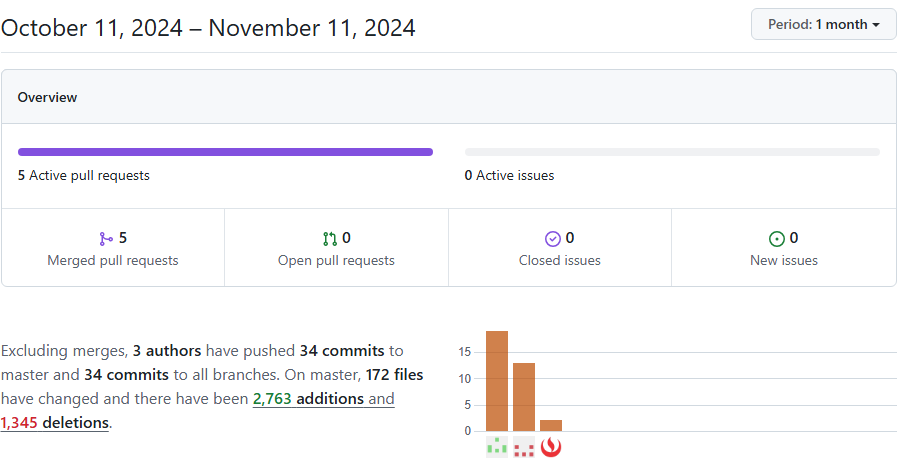 October 11, 2024 – November 11, 2024
Period: 1 month
Overview
5 Active pull requests
0 Active issues
5
Merged pull requests
0
Open pull requests
0
Closed issues
0
New issues
Excluding merges, 3 authors have pushed 34 commits to
master and 34 commits to all branches. On master, 172 files
have changed and there have been 2,763 additions and
1,345 deletions.
15
10
5
0